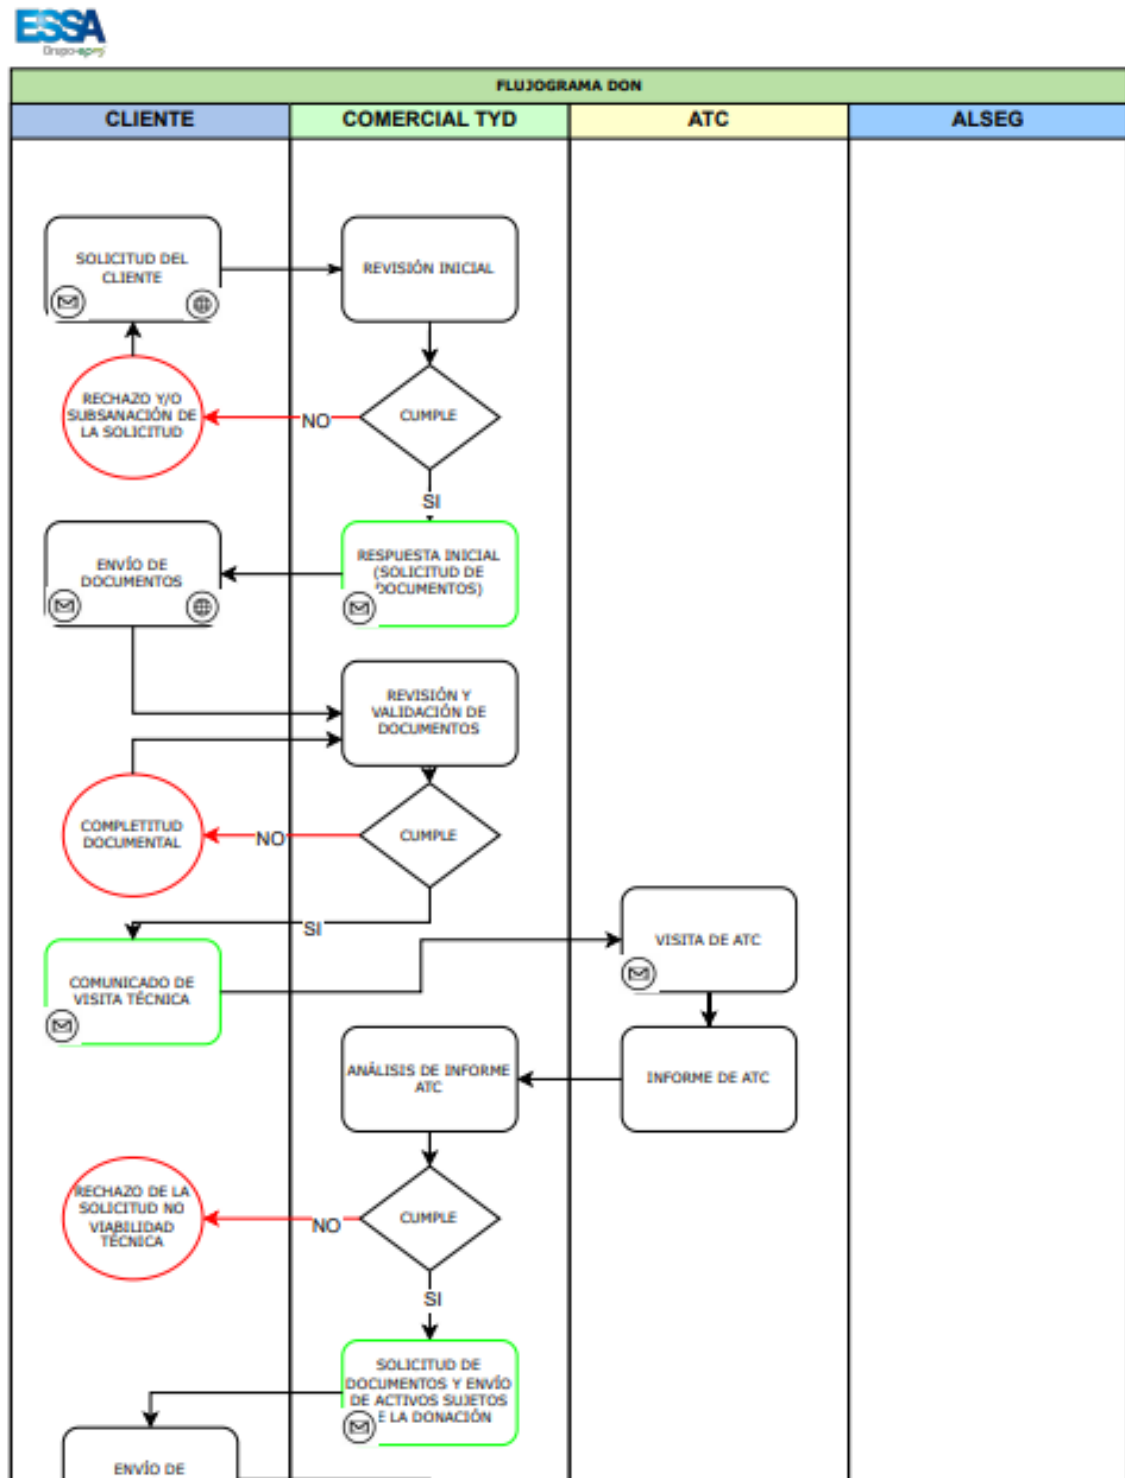 ESSA
Grupo·epm
FLUJOGRAMA DON
CLIENTE
COMERCIAL TYD
ATC
ALSEG
SOLICITUD DEL
CLIENTE
REVISIÓN INICIAL
RECHAZO Y/O
SUBSANACIÓN DE
LA SOLICITUD
NO
CUMPLE
SI
ENVÍO DE
DOCUMENTOS
RESPUESTA INICIAL
(SOLICITUD DE
DOCUMENTOS)
REVISIÓN Y
VALIDACIÓN DE
DOCUMENTOS
COMPLETITUD
DOCUMENTAL
NO
CUMPLE
SI
VISITA DE ATC
COMUNICADO DE
VISITA TÉCNICA
ANÁLISIS DE INFORME
ATC
INFORME DE ATC
RECHAZO DE LA
SOLICITUD NO
VIABILIDAD
TÉCNICA
NO
CUMPLE
SI
SOLICITUD DE
DOCUMENTOS Y ENVÍO
DE ACTIVOS SUJETOS
E LA DONACIÓN
ENVÍO DE